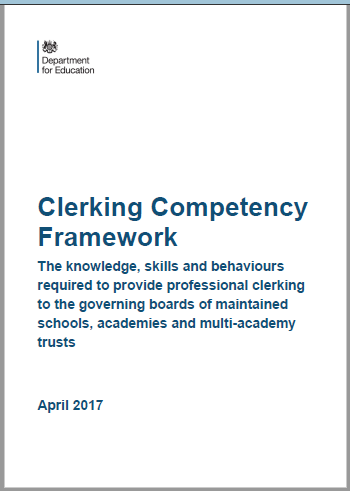 Department
for Education
Clerking Competency
Framework
The knowledge, skills and behaviours
required to provide professional clerking
to the governing boards of maintained
schools, academies and multi-academy
trusts
April 2017